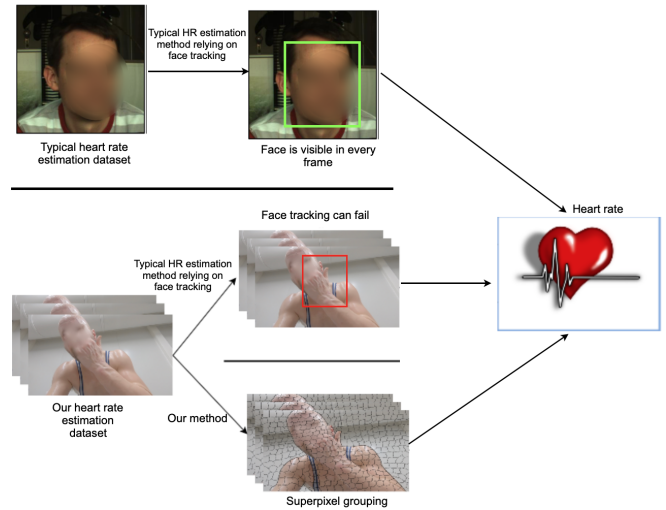 Typical HR estimation
method relying on
face tracking
Typical heart rate
estimation dataset
Face is visible in every
frame
Heart rate
Face tracking can fail
Typical HR estimation
method relying on
face tracking
Our heart rate
estimation
dataset
Our method
Superpixel grouping